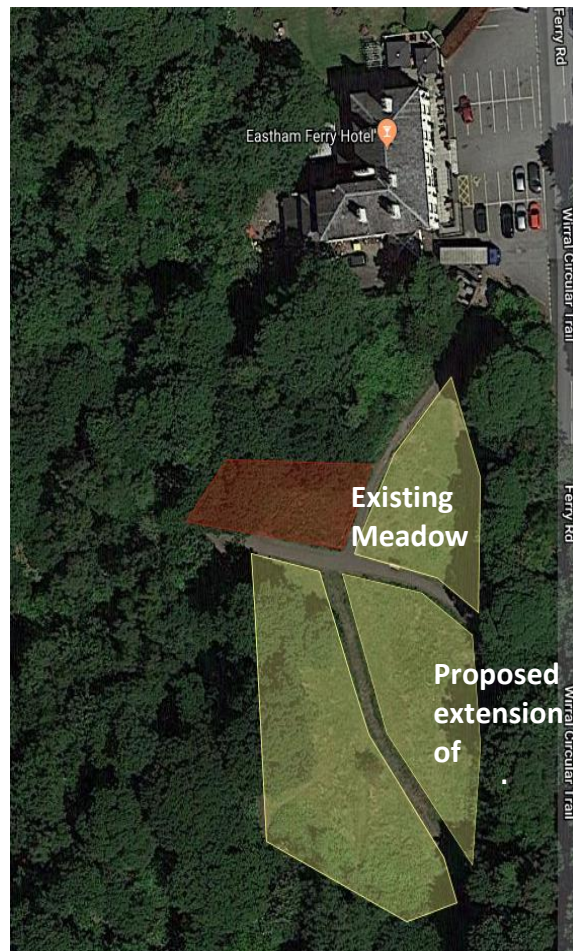 Ferry Rd
Eastham Ferry Hotel
Wirral Circular Trail
Existing
Meadow
Ferry Rd
Proposed
extension
of
.
Wirral Circular Trail